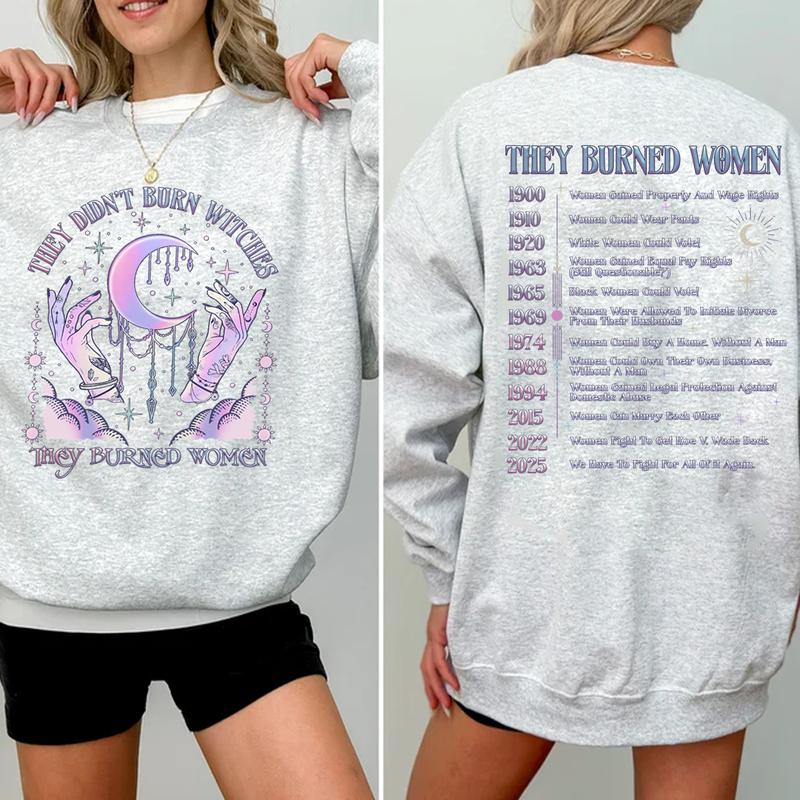 THEY DIDN'T BURN WITCHES
THEY BURNED WOMEN
THEY BURNED WOMEN
1900 Women Gained Property And Wage Rights
1910 Women Could Wear Pants
1920 White Women Could Vote!
1963 Women Gained Equal Pay Rights
(Still Questionable?)
1965 Black Women Could Vote!
1969 Women Were Allowed To Initiate Divorce
From Their Husbands
1974 Women Could Buy A Home, Without A Man
1988 Women Could Own Their Own Business,
Without A Man
1994 Women Gained Legal Protection Against
Domestic Abuse
2015 Women Can Marry Each Other
2022 Women Fight To Get Roe V. Wade Back
2025 We Have To Fight For All Of It Again.